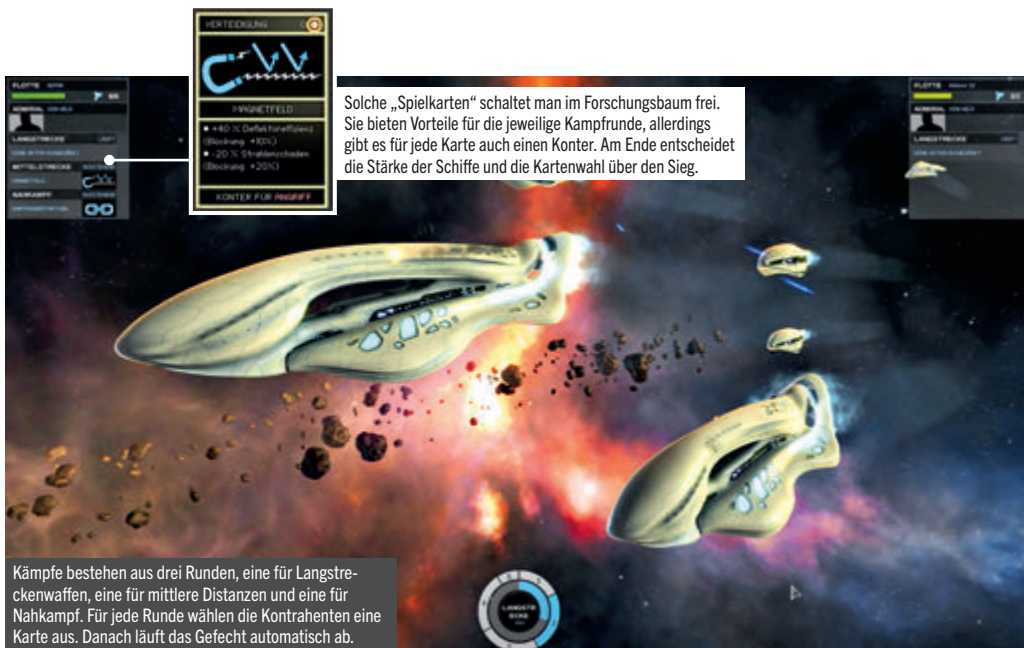 VERTEIDIGUNG
MAGNETFELD
+40 % Deflektoreffizienz
(Blockung: +10%)
-20 % Strahlenschaden
(Blockung: +20%)
KONTER FÜR ANGRIFF
Solche „Spielkarten“ schaltet man im Forschungsbaum frei.
Sie bieten Vorteile für die jeweilige Kampfrunde, allerdings
gibt es für jede Karte auch einen Konter. Am Ende entscheidet
die Stärke der Schiffe und die Kartenwahl über den Sieg.
FLOTTE
ADMIRAL
LANGSTRECKE
MITTELSTRECKE
NAHKAMPF
FLOTTE
ADMIRAL
LANGSTRECKE
Kämpfe bestehen aus drei Runden, eine für Langstre-
ckenwaffen, eine für mittlere Distanzen und eine für
Nahkampf. Für jede Runde wählen die Kontrahenten eine
Karte aus. Danach läuft das Gefecht automatisch ab.
LANGSTR
ECKE